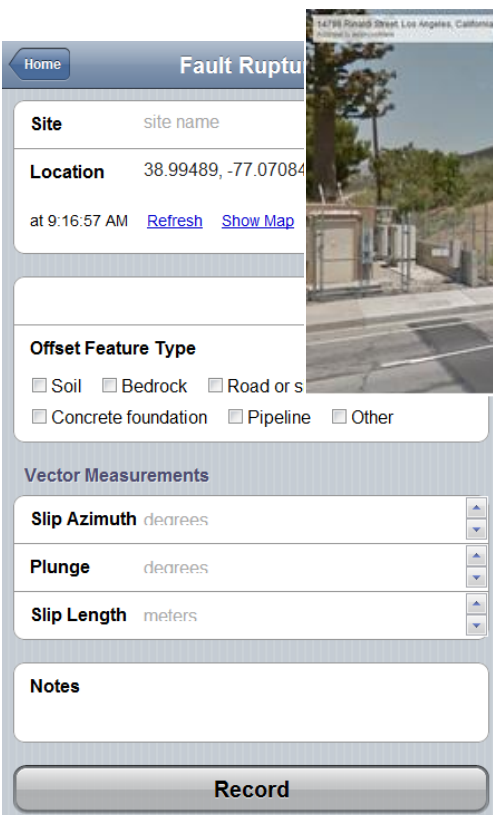 14798 Rinaldi Street, Los Angeles, California
Home
Fault Ruptu
Site site name
Location 38.99489, -77.07084
at 9:16:57 AM Refresh Show Map
Offset Feature Type
Soil Bedrock Road or s
Concrete foundation Pipeline Other
Vector Measurements
Slip Azimuth degrees
Plunge degrees
Slip Length meters
Notes
Record